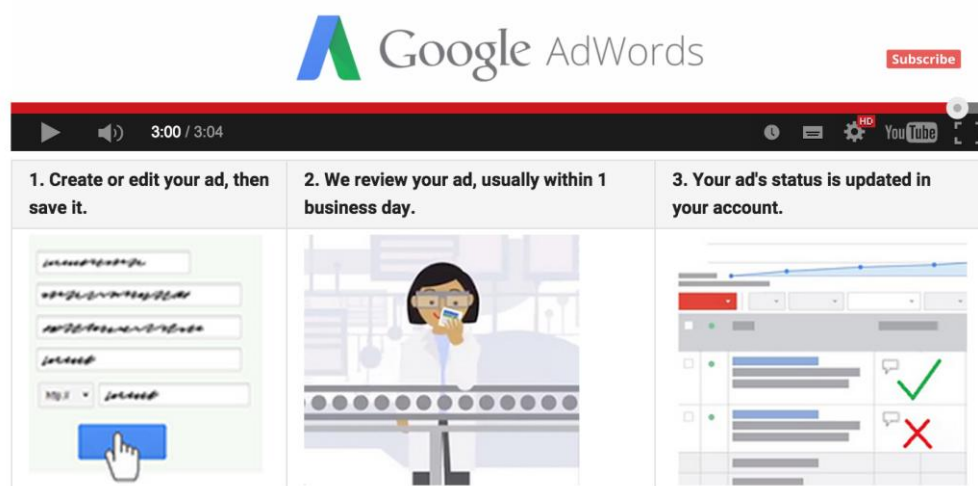 Google AdWords
Subscribe
3:00 / 3:04
HD
YouTube
1. Create or edit your ad, then
save it.
2. We review your ad, usually within 1
business day.
3. Your ad's status is updated in
your account.
http://